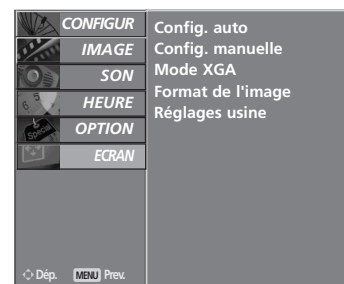 CONFIGUR
IMAGE
SON
HEURE
OPTION
ECRAN
Config. auto
Config. manuelle
Mode XGA
Format de l'image
Réglages usine
Special
Dép. MENU Prev.